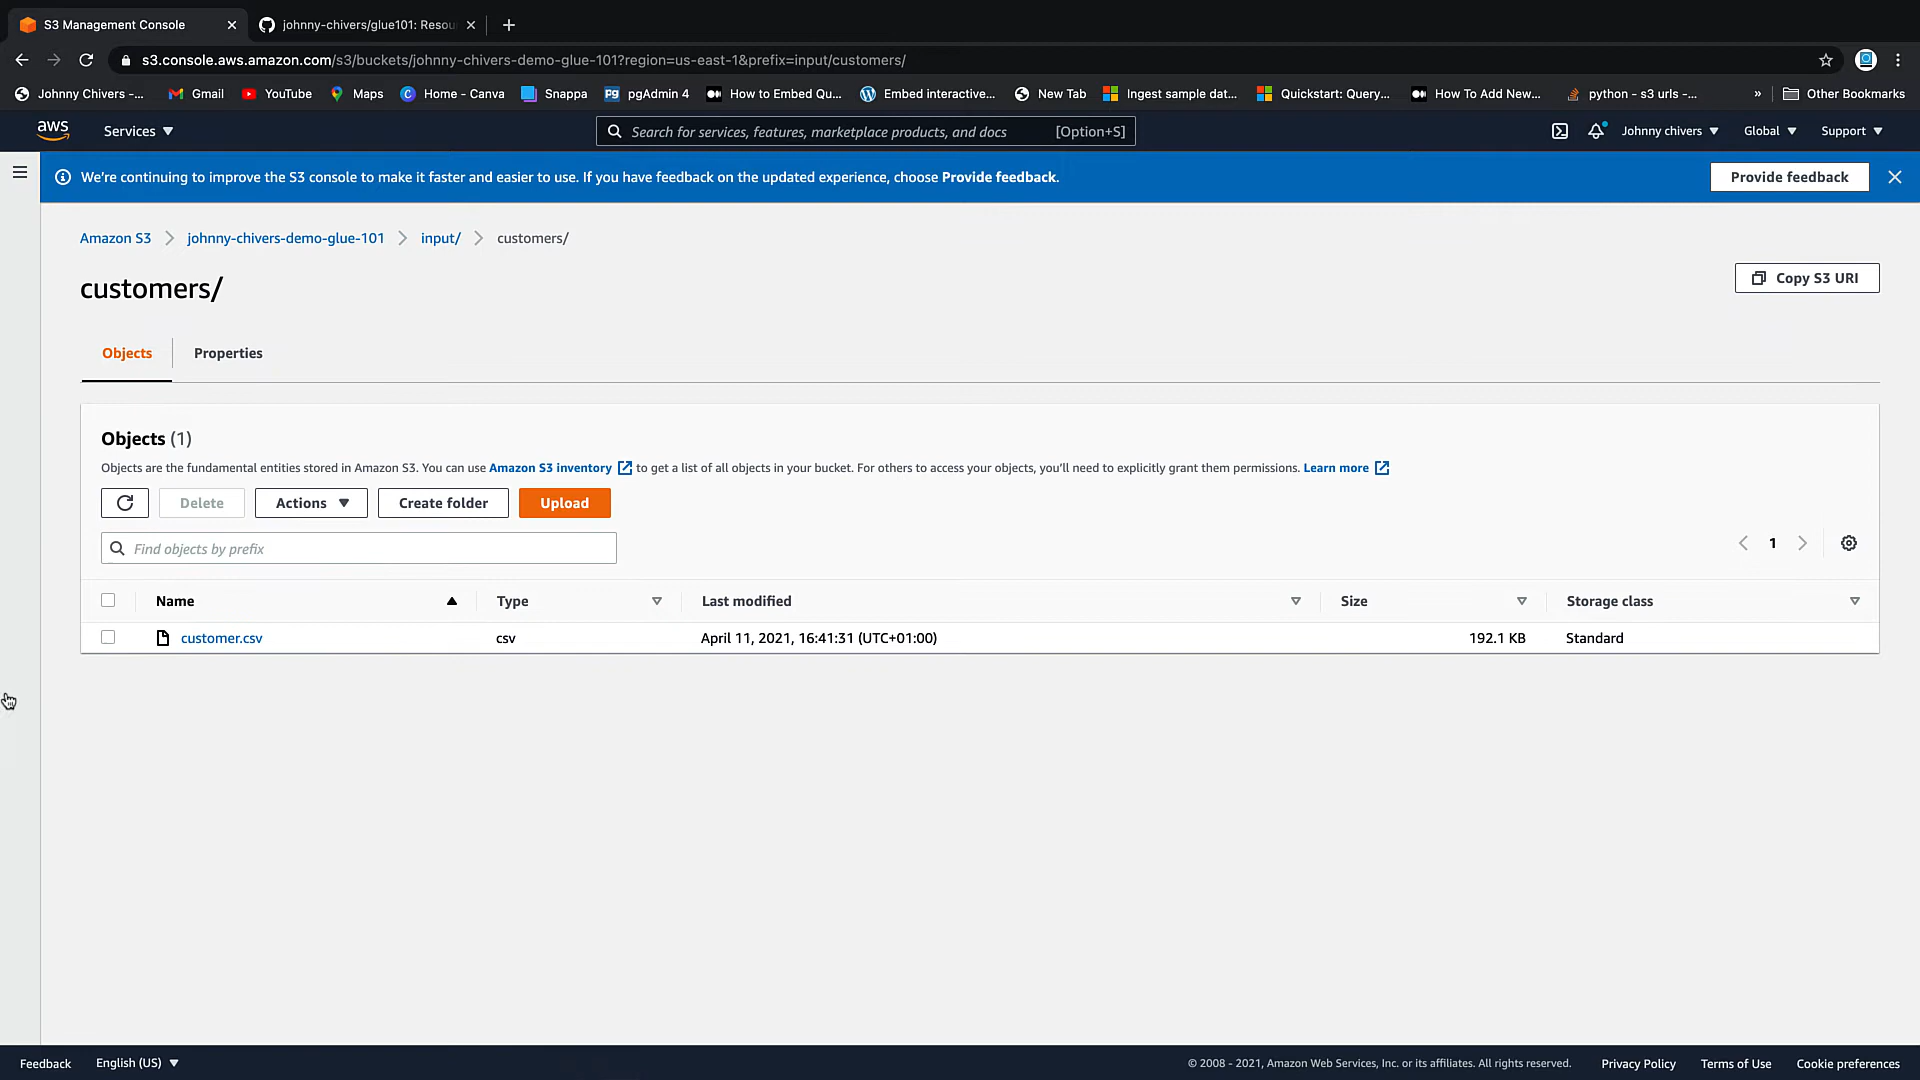 S3 Management Console
johnny-chivers/glue101: Resou
s3.console.aws.amazon.com/s3/buckets/johnny-chivers-demo-glue-101?region=us-east-1&prefix=input/customers/
Johnny Chivers -... Gmail YouTube Maps Home - Canva Snappa pgAdmin 4 How to Embed Qu... Embed interactive... New Tab Ingest sample dat... Quickstart: Query... How To Add New... python - s3 urls -... » Other Bookmarks
aws Services Search for services, features, marketplace products, and docs [Option+S] Johnny chivers Global Support
We're continuing to improve the S3 console to make it faster and easier to use. If you have feedback on the updated experience, choose Provide feedback. Provide feedback
Amazon S3 johnny-chivers-demo-glue-101 input/ customers/
customers/
Copy S3 URI
Objects Properties
Objects (1)
Objects are the fundamental entities stored in Amazon S3. You can use Amazon S3 inventory to get a list of all objects in your bucket. For others to access your objects, you'll need to explicitly grant them permissions. Learn more
Delete Actions Create folder Upload
Find objects by prefix
1
Name Type Last modified Size Storage class
customer.csv csv April 11, 2021, 16:41:31 (UTC+01:00) 192.1 KB Standard
Feedback English (US) © 2008 - 2021, Amazon Web Services, Inc. or its affiliates. All rights reserved. Privacy Policy Terms of Use Cookie preferences